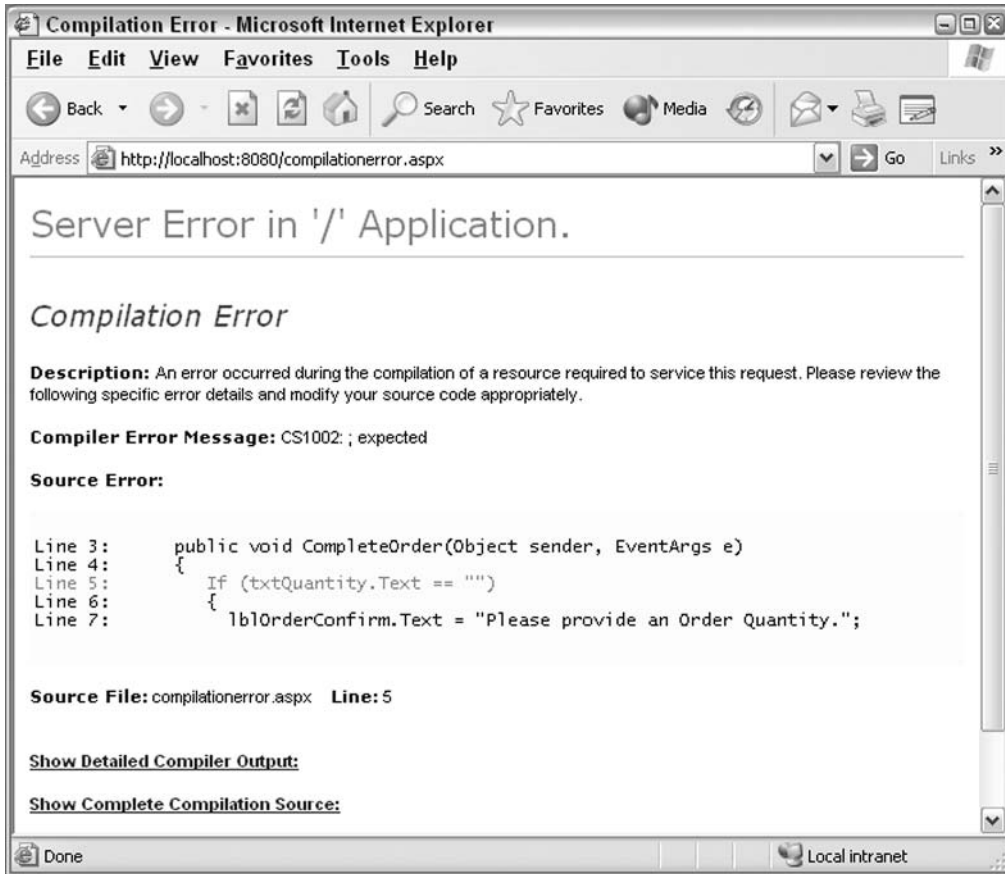 Compilation Error - Microsoft Internet Explorer
File Edit View Favorites Tools Help
Back Search Favorites Media
Address http://localhost:8080/compilationerror.aspx Go Links »
Server Error in '/' Application.
Compilation Error
Description: An error occurred during the compilation of a resource required to service this request. Please review the
following specific error details and modify your source code appropriately.
Compiler Error Message: CS1002: ; expected
Source Error:
Line 3: public void CompleteOrder(Object sender, EventArgs e)
Line 4: {
Line 5: If (txtQuantity.Text == "")
Line 6: {
Line 7: lblOrderConfirm.Text = "Please provide an Order Quantity.";
Source File: compilationerror.aspx Line: 5
Show Detailed Compiler Output:
Show Complete Compilation Source:
Done Local intranet